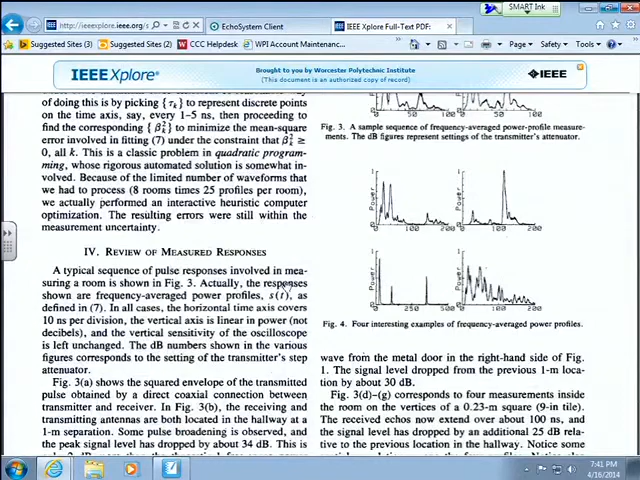 SMART Ink
http://ieeexplore.ieee.org/s
EchoSystem Client
IEEE Xplore Full-Text PDF:
Suggested Sites (3)
Suggested Sites (2)
CCC Helpdesk
WPI Account Maintenanc...
Page
Safety
Tools
IEEE Xplore
Brought to you by Worcester Polytechnic Institute
(This document is an authorized copy of record)
IEEE
of doing this is by picking {τk} to represent discrete points
on the time axis, say, every 1–5 ns, then proceeding to
find the corresponding {β²k} to minimize the mean-square
error involved in fitting (7) under the constraint that β²k ≥
0, all k. This is a classic problem in quadratic program-
ming, whose rigorous automated solution is somewhat in-
volved. Because of the limited number of waveforms that
we had to process (8 rooms times 25 profiles per room),
we actually performed an interactive heuristic computer
optimization. The resulting errors were still within the
measurement uncertainty.
IV. REVIEW OF MEASURED RESPONSES
A typical sequence of pulse responses involved in mea-
suring a room is shown in Fig. 3. Actually, the responses
shown are frequency-averaged power profiles, s(t), as
defined in (7). In all cases, the horizontal time axis covers
10 ns per division, the vertical axis is linear in power (not
decibels), and the vertical sensitivity of the oscilloscope
is left unchanged. The dB numbers shown in the various
figures corresponds to the setting of the transmitter's step
attenuator.
Fig. 3(a) shows the squared envelope of the transmitted
pulse obtained by a direct coaxial connection between
transmitter and receiver. In Fig. 3(b), the receiving and
transmitting antennas are both located in the hallway at a
1-m separation. Some pulse broadening is observed, and
the peak signal level has dropped by about 34 dB. This is
0 100 200
0 100 200
Fig. 3. A sample sequence of frequency-averaged power-profile measure-
ments. The dB figures represent settings of the transmitter's attenuator.
1 Power 0 100 200
1 Power 0 100 200
1 Power 0 100 200
1 Power 0 100 200
Fig. 4. Four interesting examples of frequency-averaged power profiles.
wave from the metal door in the right-hand side of Fig.
1. The signal level dropped from the previous 1-m loca-
tion by about 30 dB.
Fig. 3(d)–(g) corresponds to four measurements inside
the room on the vertices of a 0.23-m square (9-in tile).
The received echos now extend over about 100 ns, and
the signal level has dropped by an additional 25 dB rela-
tive to the previous location in the hallway. Notice some
7:41 PM
4/16/2014